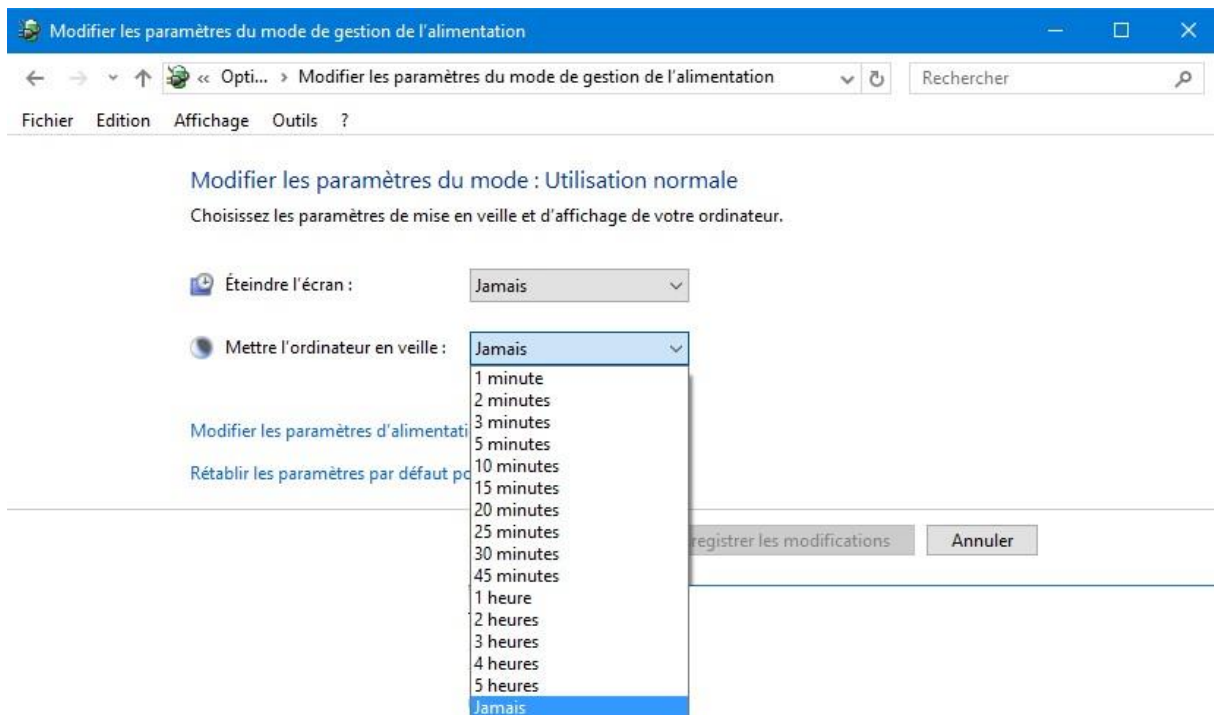 Modifier les paramètres du mode de gestion de l'alimentation
« Opti... > Modifier les paramètres du mode de gestion de l'alimentation
Rechercher
Fichier Edition Affichage Outils ?
Modifier les paramètres du mode : Utilisation normale
Choisissez les paramètres de mise en veille et d'affichage de votre ordinateur.
Éteindre l'écran : Jamais
Mettre l'ordinateur en veille : Jamais
1 minute
2 minutes
3 minutes
5 minutes
10 minutes
15 minutes
20 minutes
25 minutes
30 minutes
45 minutes
1 heure
2 heures
3 heures
4 heures
5 heures
Jamais
Modifier les paramètres d'alimentati
Rétablir les paramètres par défaut po
registrer les modifications
Annuler